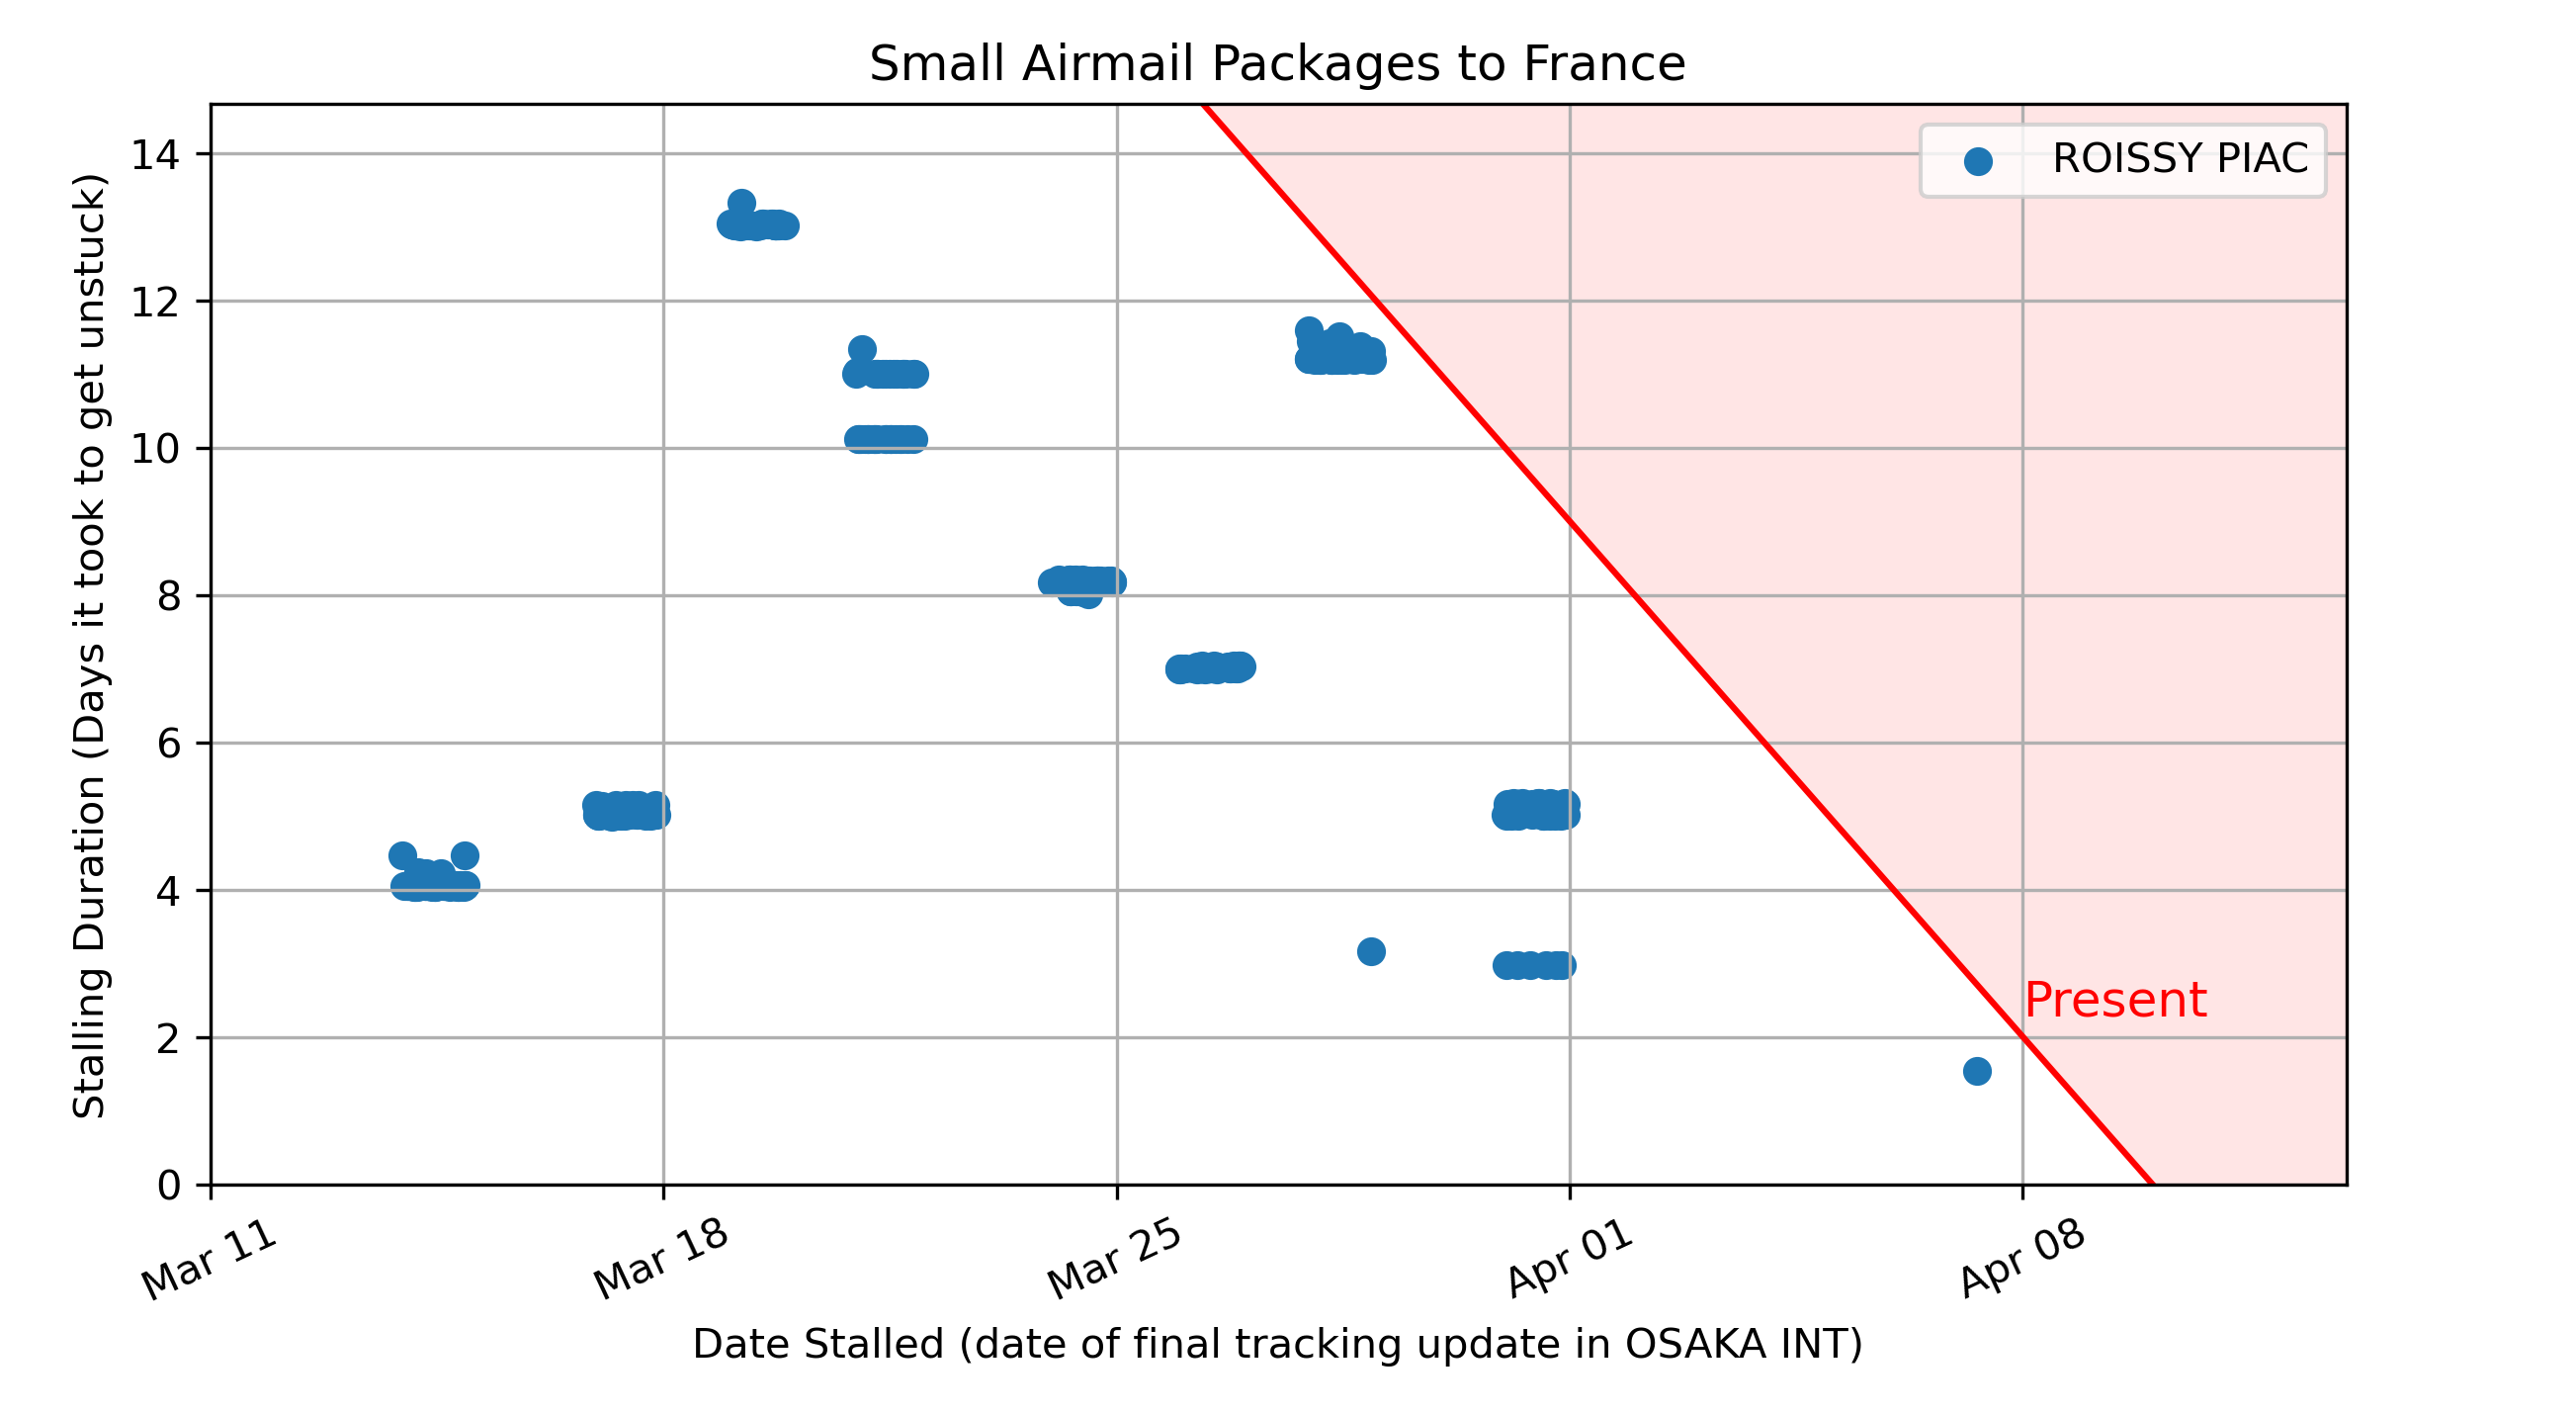 Small Airmail Packages to France
Stalling Duration (Days it took to get unstuck)
14
12
10
8
6
4
2
0
ROISSY PIAC
Present
Mar 11
Mar 18
Mar 25
Apr 01
Apr 08
Date Stalled (date of final tracking update in OSAKA INT)